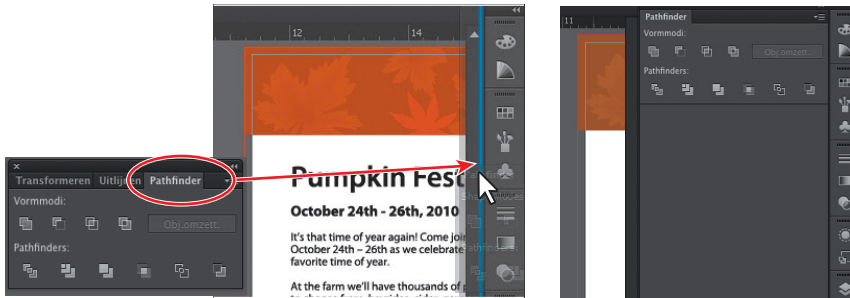 12 14
Pumpkin Fest
October 24th - 26th, 2010
It's that time of year again! Come joi
October 24th – 26th as we celebrate
favorite time of year.
At the farm we'll have thousands of p
Transformeren Uitlijnen Pathfinder
Vormmodi:
Obj.omzett.
Pathfinders:
11
Pathfinder
Vormmodi:
Obj.omzett.
Pathfinders: